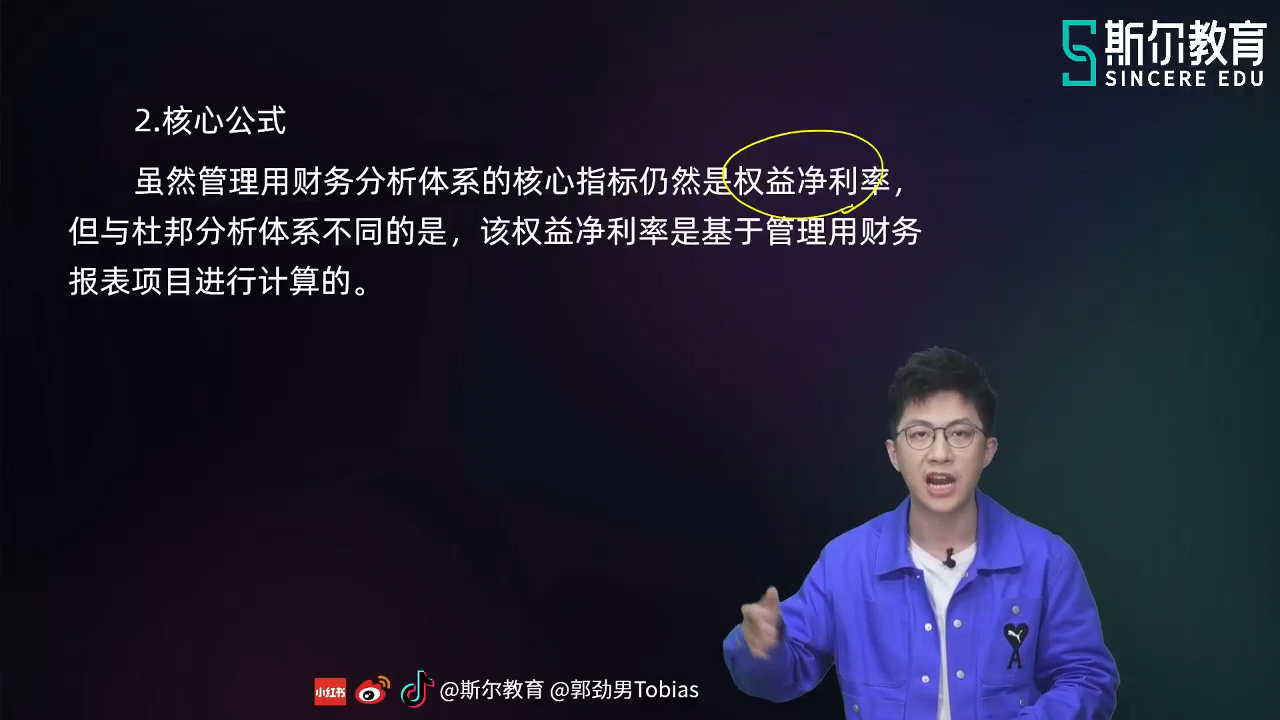 斯尔教育
SINCERE EDU
2.核心公式
虽然管理用财务分析体系的核心指标仍然是权益净利率，
但与杜邦分析体系不同的是，该权益净利率是基于管理用财务
报表项目进行计算的。
小红书 @斯尔教育 @郭劲男Tobias